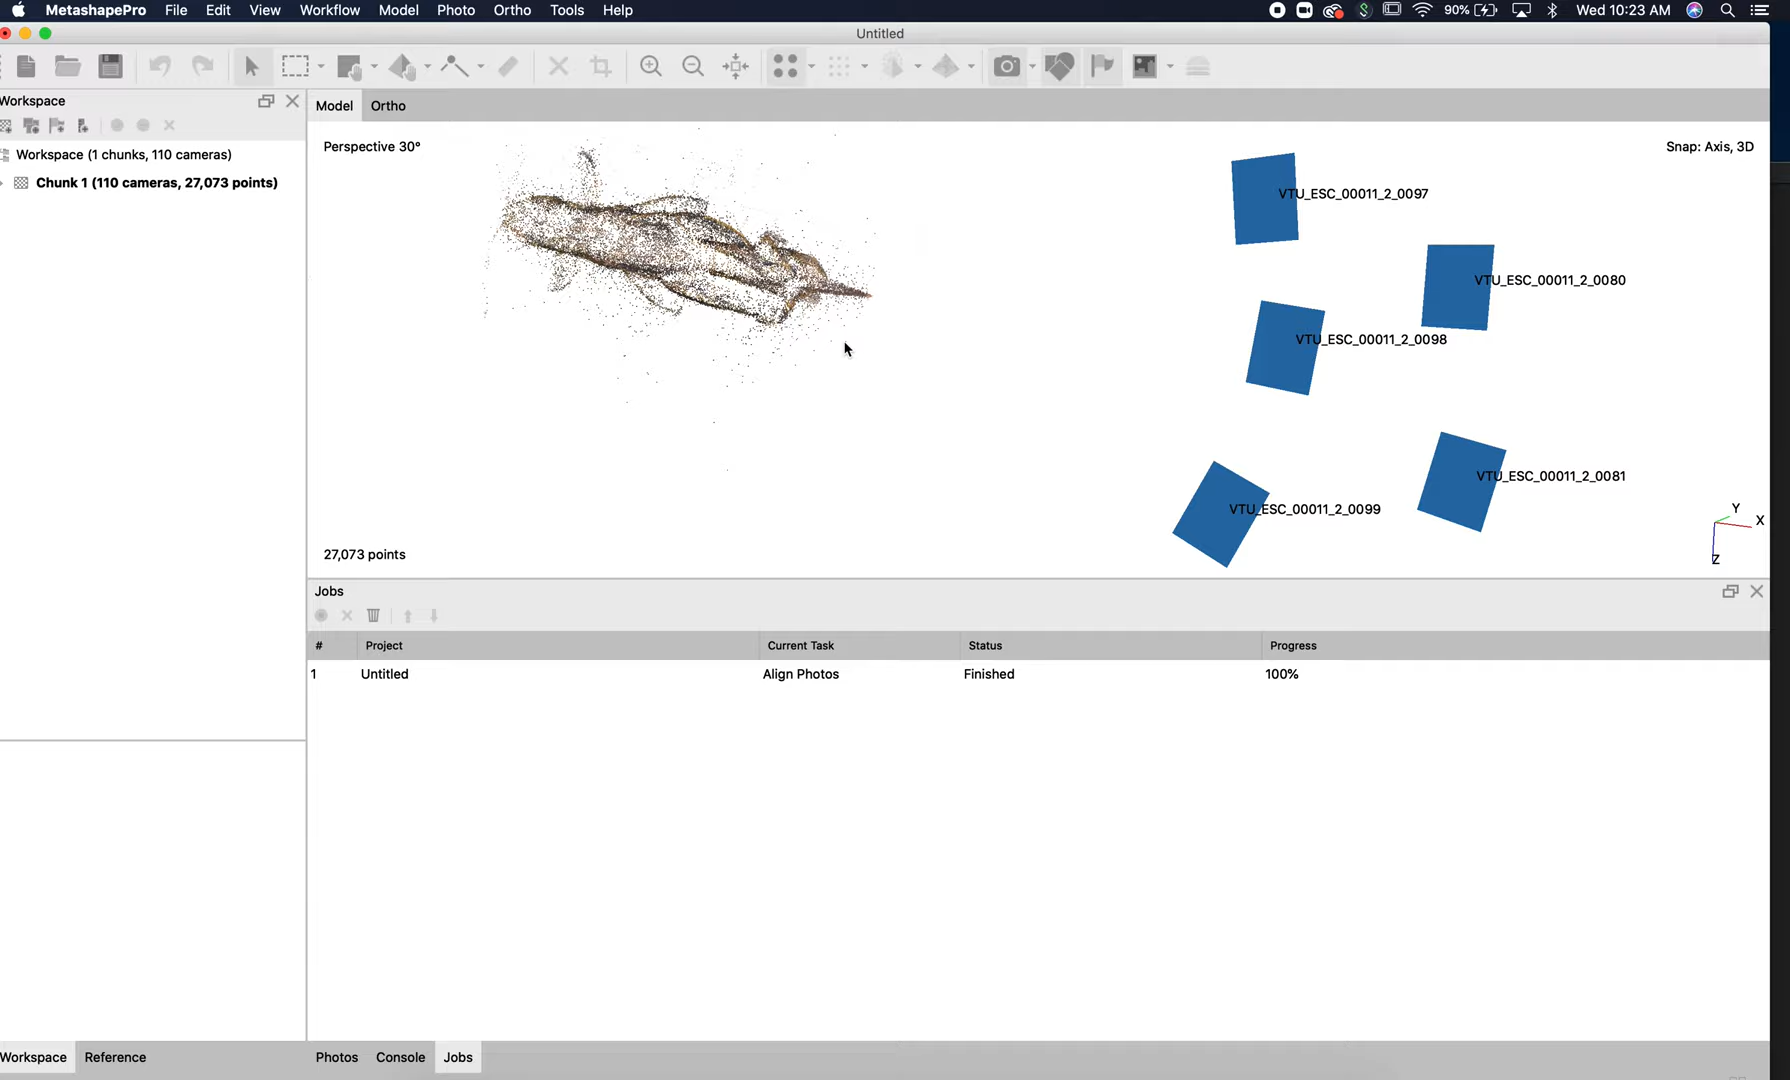 MetashapePro File Edit View Workflow Model Photo Ortho Tools Help 90% Wed 10:23 AM
Untitled
Workspace
Model Ortho
Perspective 30°
Snap: Axis, 3D
Workspace (1 chunks, 110 cameras)
Chunk 1 (110 cameras, 27,073 points)
VTU_ESC_00011_2_0097
VTU_ESC_00011_2_0080
VTU_ESC_00011_2_0098
VTU_ESC_00011_2_0081
VTU_ESC_00011_2_0099
Y
X
Z
27,073 points
Jobs
# Project Current Task Status Progress
1 Untitled Align Photos Finished 100%
Workspace Reference Photos Console Jobs